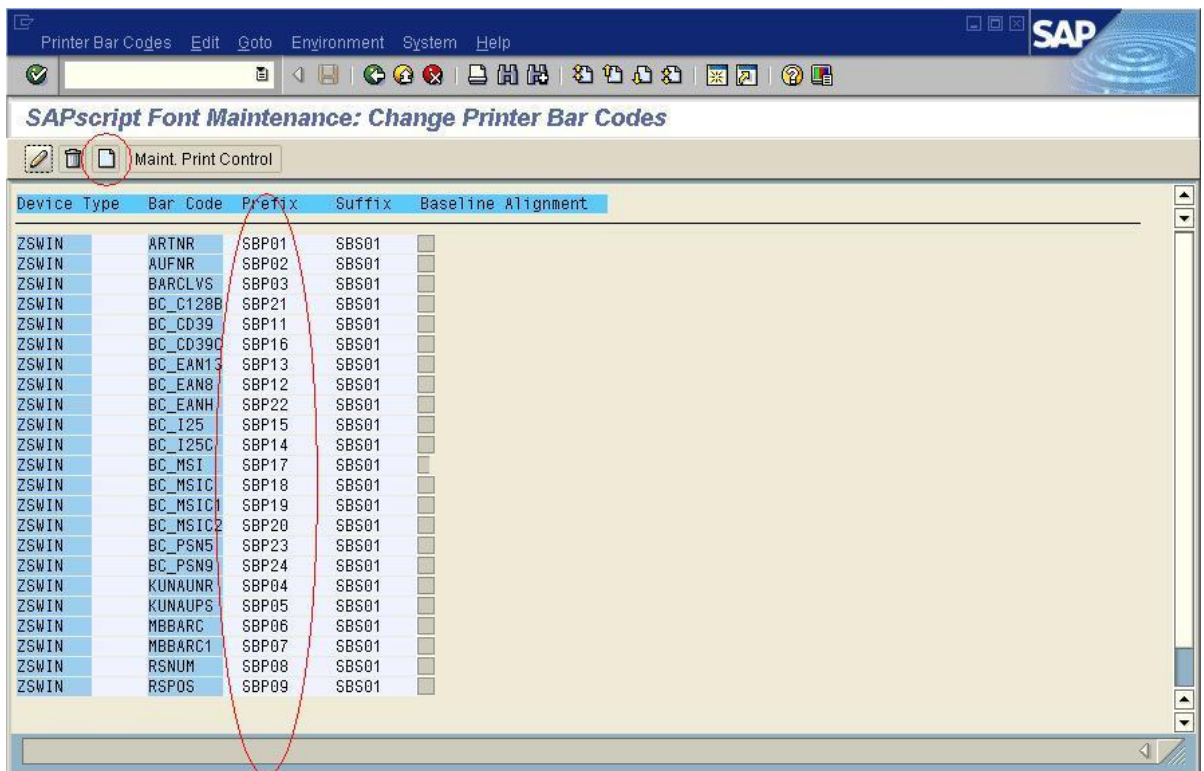 Printer Bar Codes Edit Goto Environment System Help
SAP
SAPscript Font Maintenance: Change Printer Bar Codes
Maint. Print Control
Device Type Bar Code Prefix Suffix Baseline Alignment
ZSWIN ARTNR SBP01 SBS01
ZSWIN AUFNR SBP02 SBS01
ZSWIN BARCLVS SBP03 SBS01
ZSWIN BC_C128B SBP21 SBS01
ZSWIN BC_CD39 SBP11 SBS01
ZSWIN BC_CD39C SBP16 SBS01
ZSWIN BC_EAN13 SBP13 SBS01
ZSWIN BC_EAN8 SBP12 SBS01
ZSWIN BC_EANH SBP22 SBS01
ZSWIN BC_I25 SBP15 SBS01
ZSWIN BC_I25C SBP14 SBS01
ZSWIN BC_MSI SBP17 SBS01
ZSWIN BC_MSIC SBP18 SBS01
ZSWIN BC_MSIC1 SBP19 SBS01
ZSWIN BC_MSIC2 SBP20 SBS01
ZSWIN BC_PSN5 SBP23 SBS01
ZSWIN BC_PSN9 SBP24 SBS01
ZSWIN KUNAUNR SBP04 SBS01
ZSWIN KUNAUPS SBP05 SBS01
ZSWIN MBBARC SBP06 SBS01
ZSWIN MBBARC1 SBP07 SBS01
ZSWIN RSNUM SBP08 SBS01
ZSWIN RSPOS SBP09 SBS01